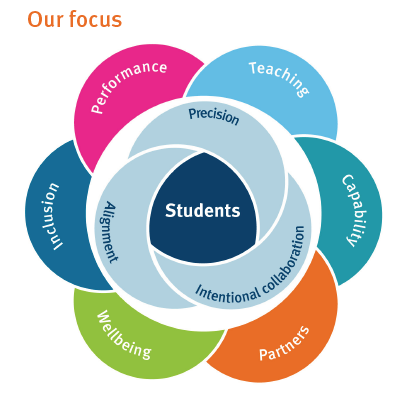 Our focus
Performance
Teaching
Precision
Inclusion
Alignment
Students
Capability
Intentional collaboration
Wellbeing
Partners